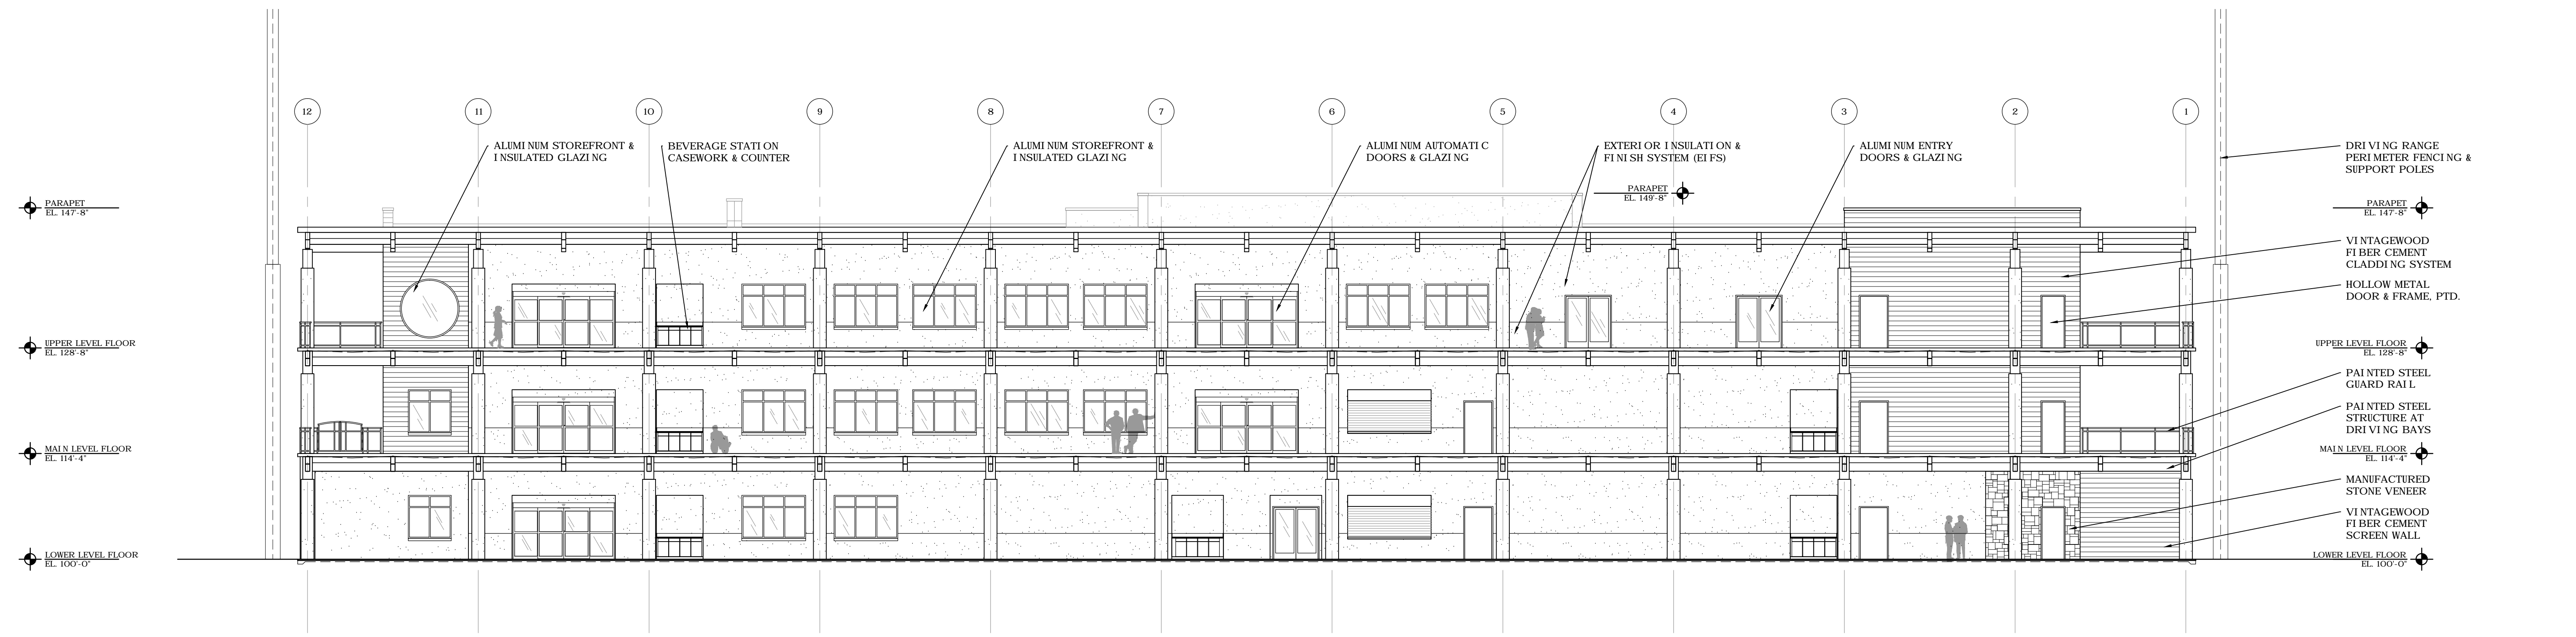 12 11 10 9 8 7 6 5 4 3 2 1
ALUMINUM STOREFRONT &
INSULATED GLAZING
BEVERAGE STATION
CASEWORK & COUNTER
ALUMINUM STOREFRONT &
INSULATED GLAZING
ALUMINUM AUTOMATIC
DOORS & GLAZING
EXTERIOR INSULATION &
FINISH SYSTEM (EIFS)
ALUMINUM ENTRY
DOORS & GLAZING
DRIVING RANGE
PERIMETER FENCING &
SUPPORT POLES
PARAPET
EL. 149'-8"
PARAPET
EL. 147'-8"
PARAPET
EL. 147'-8"
VINTAGEWOOD
FIBER CEMENT
CLADDING SYSTEM
HOLLOW METAL
DOOR & FRAME, PTD.
UPPER LEVEL FLOOR
EL. 128'-8"
UPPER LEVEL FLOOR
EL. 128'-8"
PAINTED STEEL
GUARD RAIL
PAINTED STEEL
STRUCTURE AT
DRIVING BAYS
MAIN LEVEL FLOOR
EL. 114'-4"
MAIN LEVEL FLOOR
EL. 114'-4"
MANUFACTURED
STONE VENEER
VINTAGEWOOD
FIBER CEMENT
SCREEN WALL
LOWER LEVEL FLOOR
EL. 100'-0"
LOWER LEVEL FLOOR
EL. 100'-0"